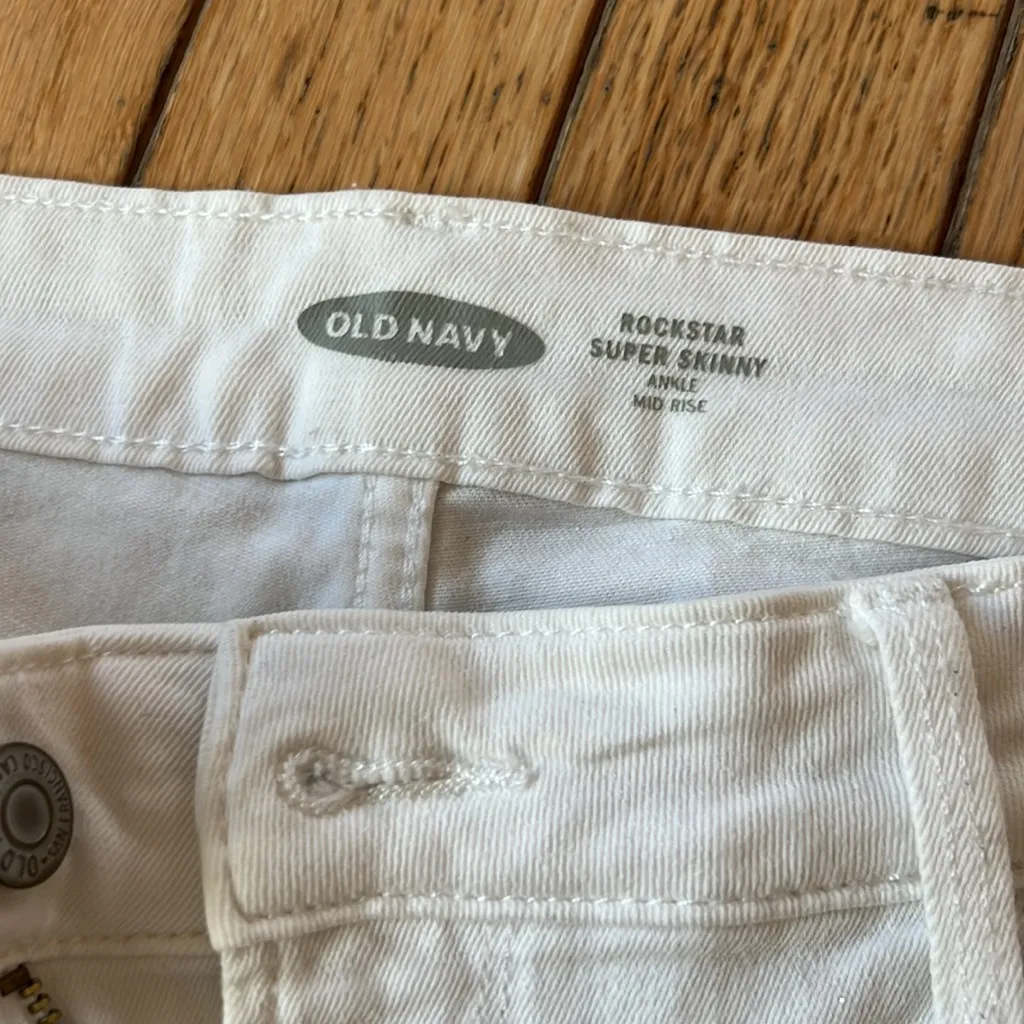 OLD NAVY
ROCKSTAR
SUPER SKINNY
ANKLE
MID RISE